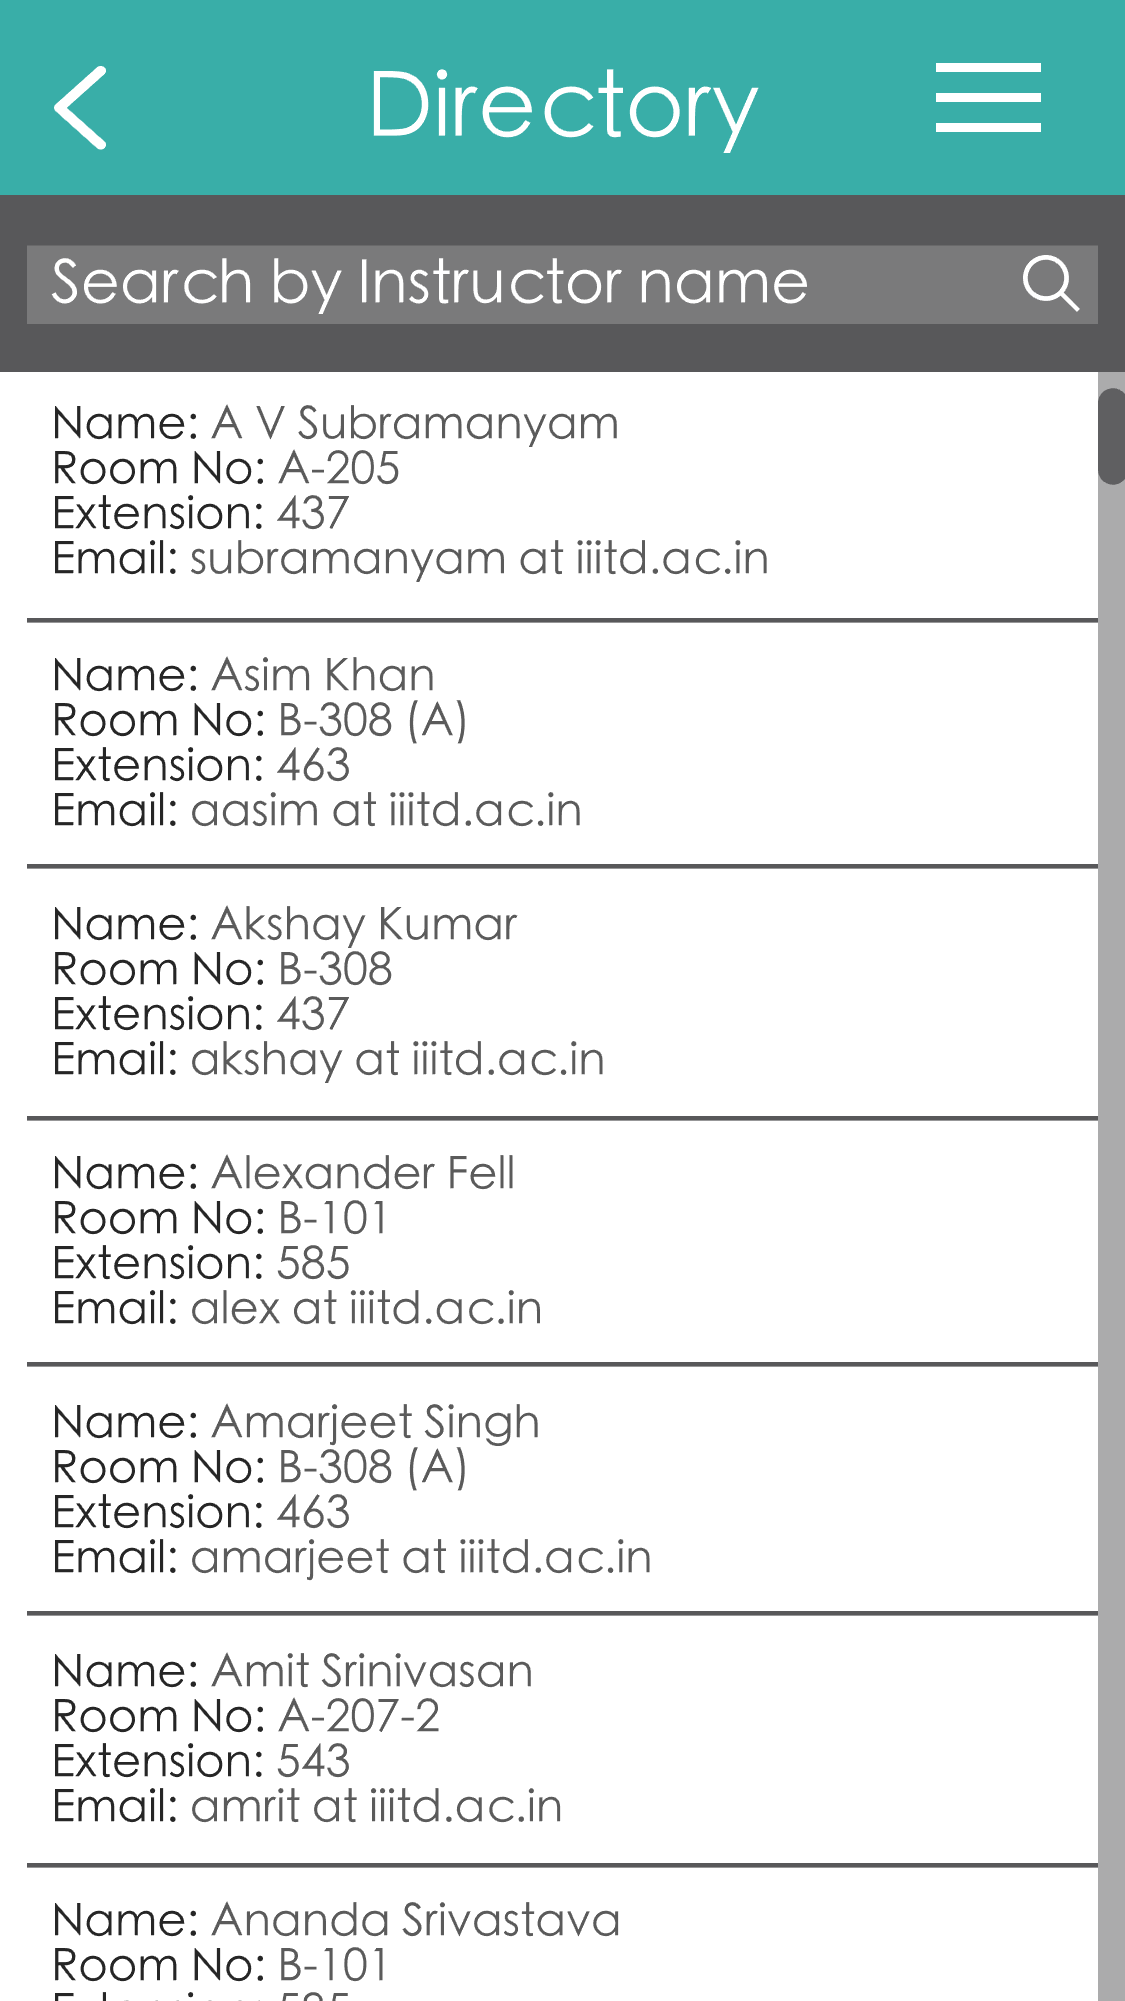 Directory
Search by Instructor name
Name: A V Subramanyam
Room No: A-205
Extension: 437
Email: subramanyam at iiitd.ac.in
Name: Asim Khan
Room No: B-308 (A)
Extension: 463
Email: aasim at iiitd.ac.in
Name: Akshay Kumar
Room No: B-308
Extension: 437
Email: akshay at iiitd.ac.in
Name: Alexander Fell
Room No: B-101
Extension: 585
Email: alex at iiitd.ac.in
Name: Amarjeet Singh
Room No: B-308 (A)
Extension: 463
Email: amarjeet at iiitd.ac.in
Name: Amit Srinivasan
Room No: A-207-2
Extension: 543
Email: amrit at iiitd.ac.in
Name: Ananda Srivastava
Room No: B-101